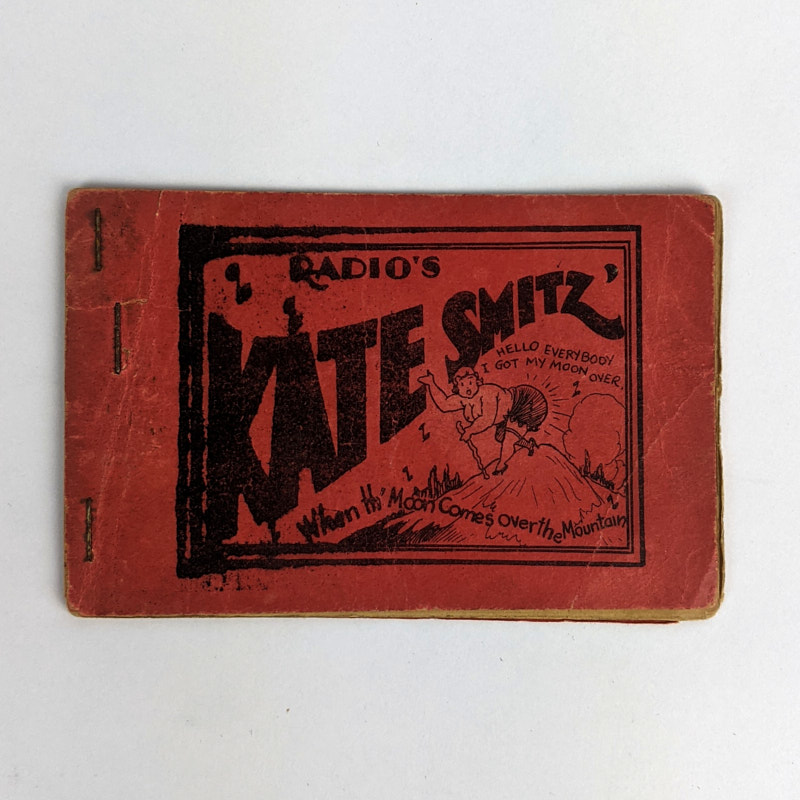 RADIO'S
KATE SMITZ'
HELLO EVERYBODY
I GOT MY MOON OVER.
When th' Moon Comes over the Mountain